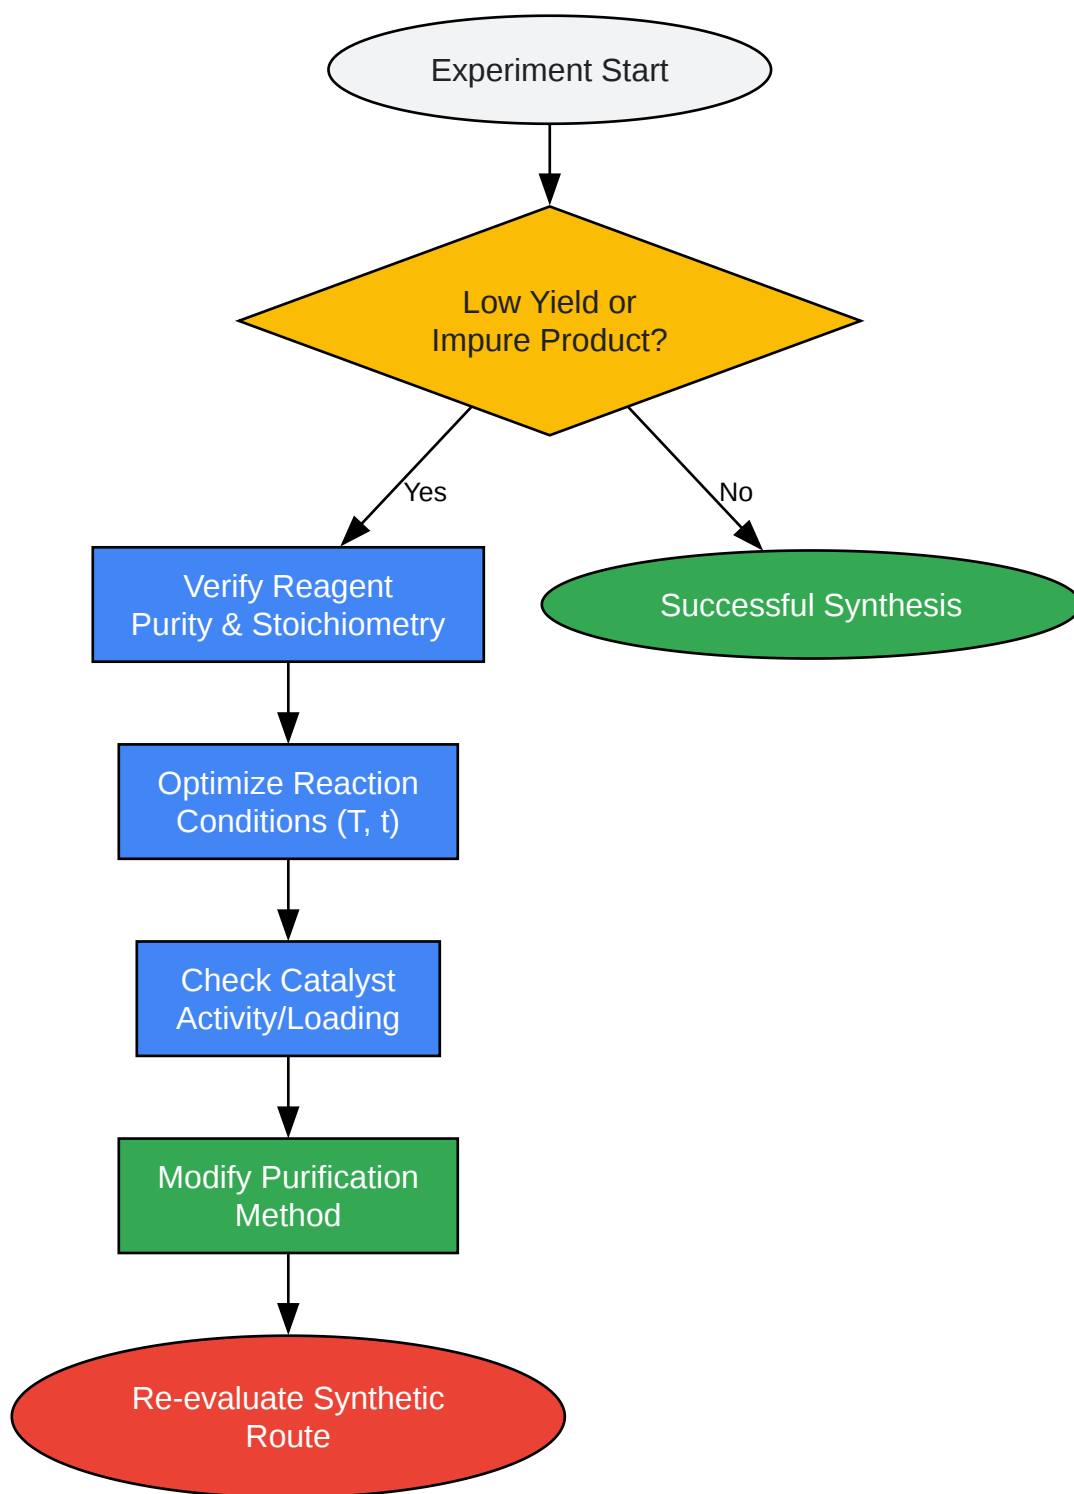 Experiment Start
Low Yield or
Impure Product?
Yes
No
Verify Reagent
Purity & Stoichiometry
Successful Synthesis
Optimize Reaction
Conditions (T, t)
Check Catalyst
Activity/Loading
Modify Purification
Method
Re-evaluate Synthetic
Route